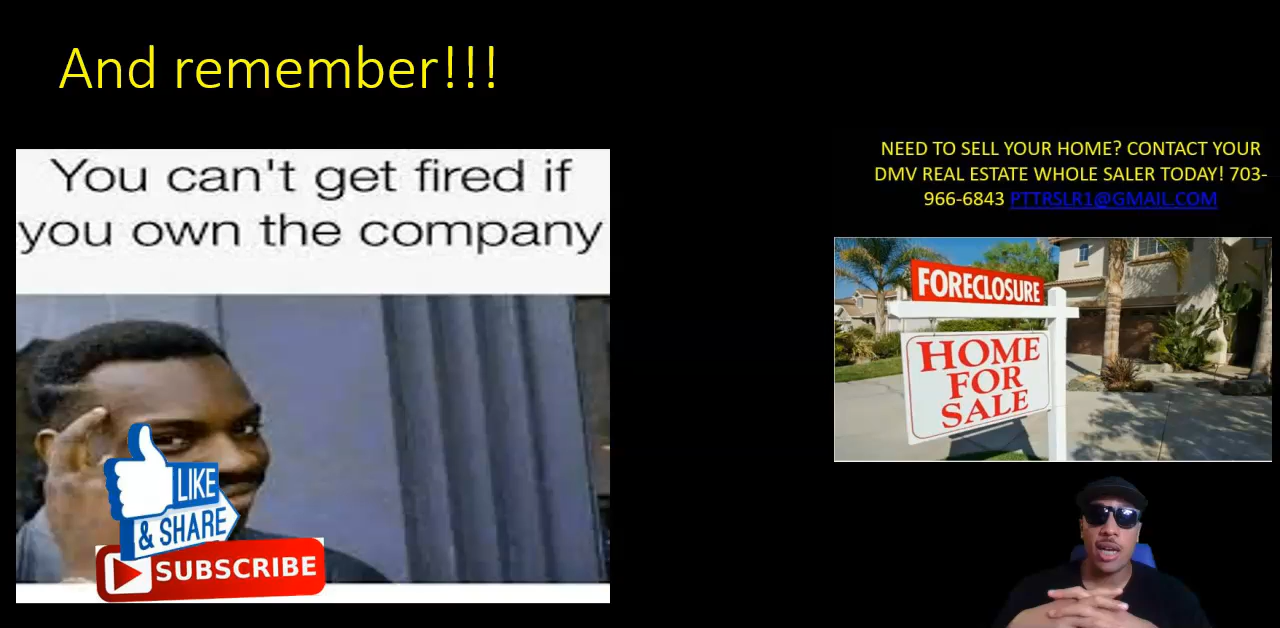 And remember!!!
You can't get fired if
you own the company
LIKE
& SHARE
SUBSCRIBE
NEED TO SELL YOUR HOME? CONTACT YOUR
DMV REAL ESTATE WHOLE SALER TODAY! 703-
966-6843 PTTRSLR1@GMAIL.COM
FORECLOSURE
HOME
FOR
SALE